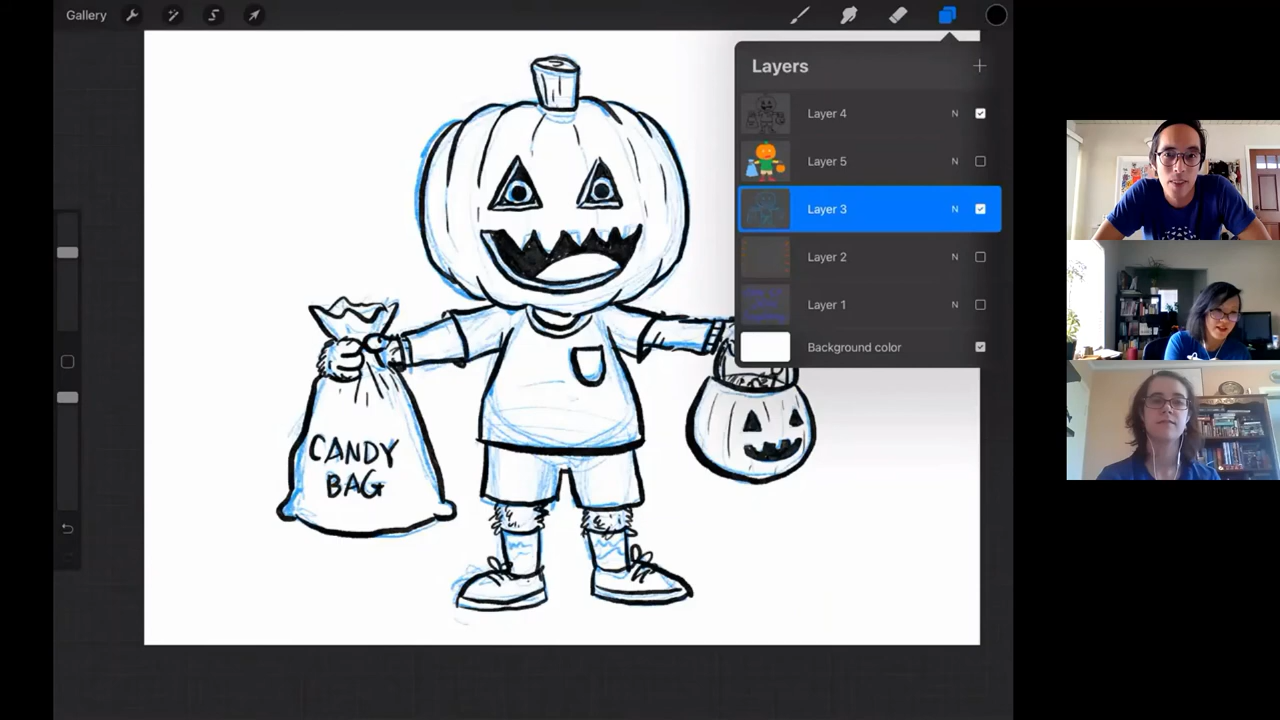 Gallery
Layers
Layer 4 N
Layer 5 N
Layer 3 N
Layer 2 N
Layer 1 N
Background color
CANDY
BAG